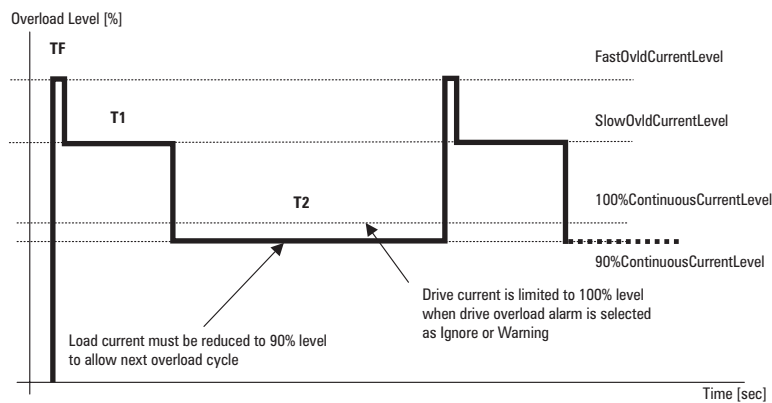 Overload Level [%]
TF
FastOvldCurrentLevel
T1
SlowOvldCurrentLevel
T2
100%ContinuousCurrentLevel
90%ContinuousCurrentLevel
Drive current is limited to 100% level
when drive overload alarm is selected
as Ignore or Warning
Load current must be reduced to 90% level
to allow next overload cycle
Time [sec]